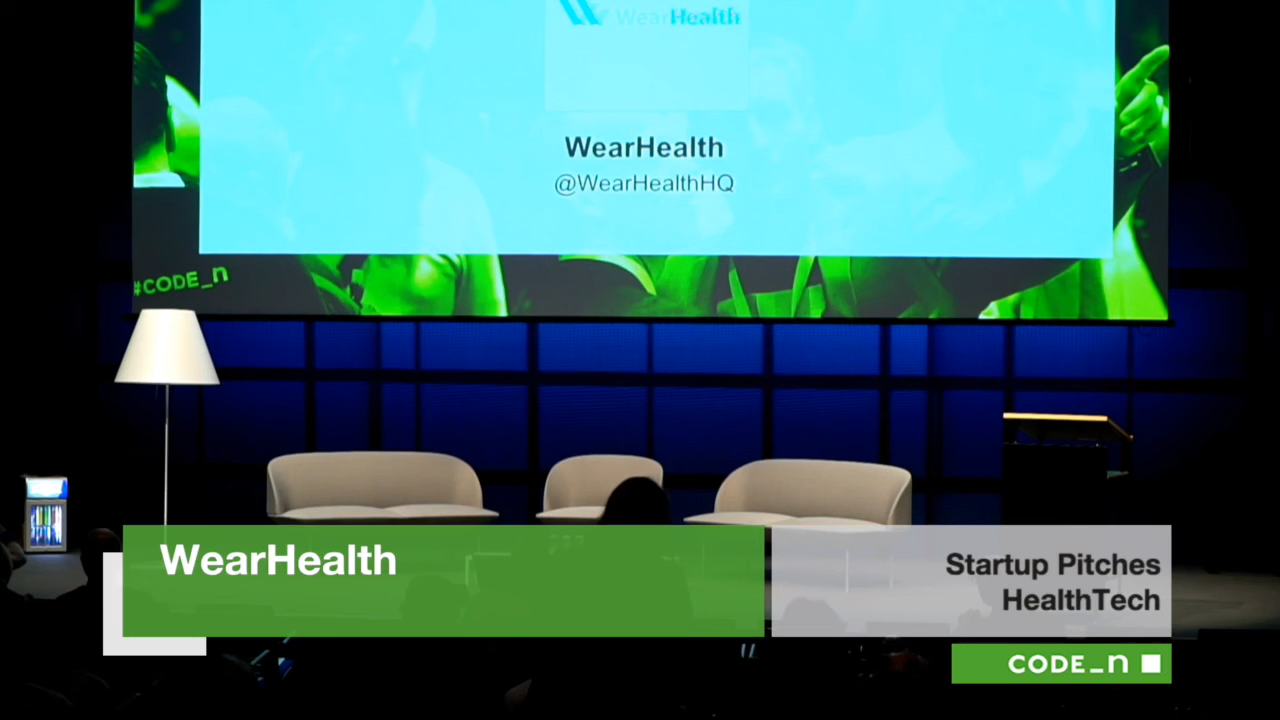 WearHealth
WearHealth
@WearHealthHQ
#CODE_n
WearHealth
Startup Pitches
HealthTech
CODE_n